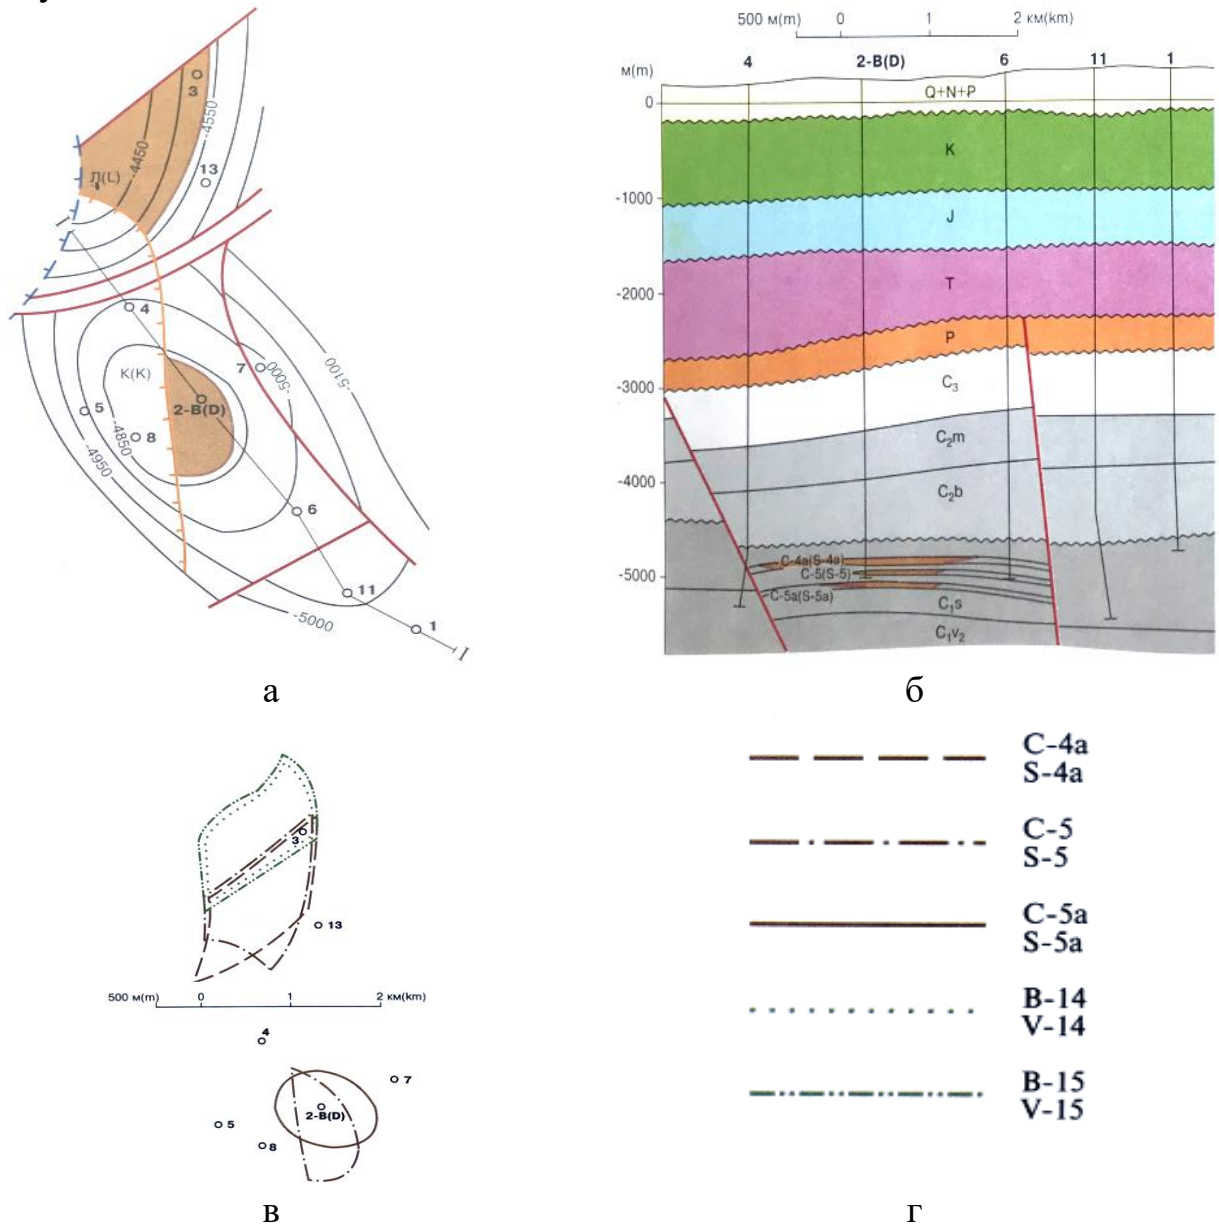 3
-4550
-4450
Л(L)
13
I
4
7
-5000
-5100
К(К)
2-В(D)
5
-4850
8
-4950
6
11
-5000
1
I
а
500 м(m) 0 1 2 км(km)
4 2-В(D) 6 11 1
м(m)
Q+N+P
0
K
-1000
J
T
-2000
P
-3000
C₃
C₂m
-4000
C₂b
С-4а(S-4a)
С-5(S-5)
-5000
С-5а(S-5a)
C₁s
C₁v₂
б
3
13
500 м(m) 0 1 2 км(km)
4
7
2-В(D)
5
8
в
С-4а
S-4a
С-5
S-5
С-5а
S-5a
В-14
V-14
В-15
V-15
г